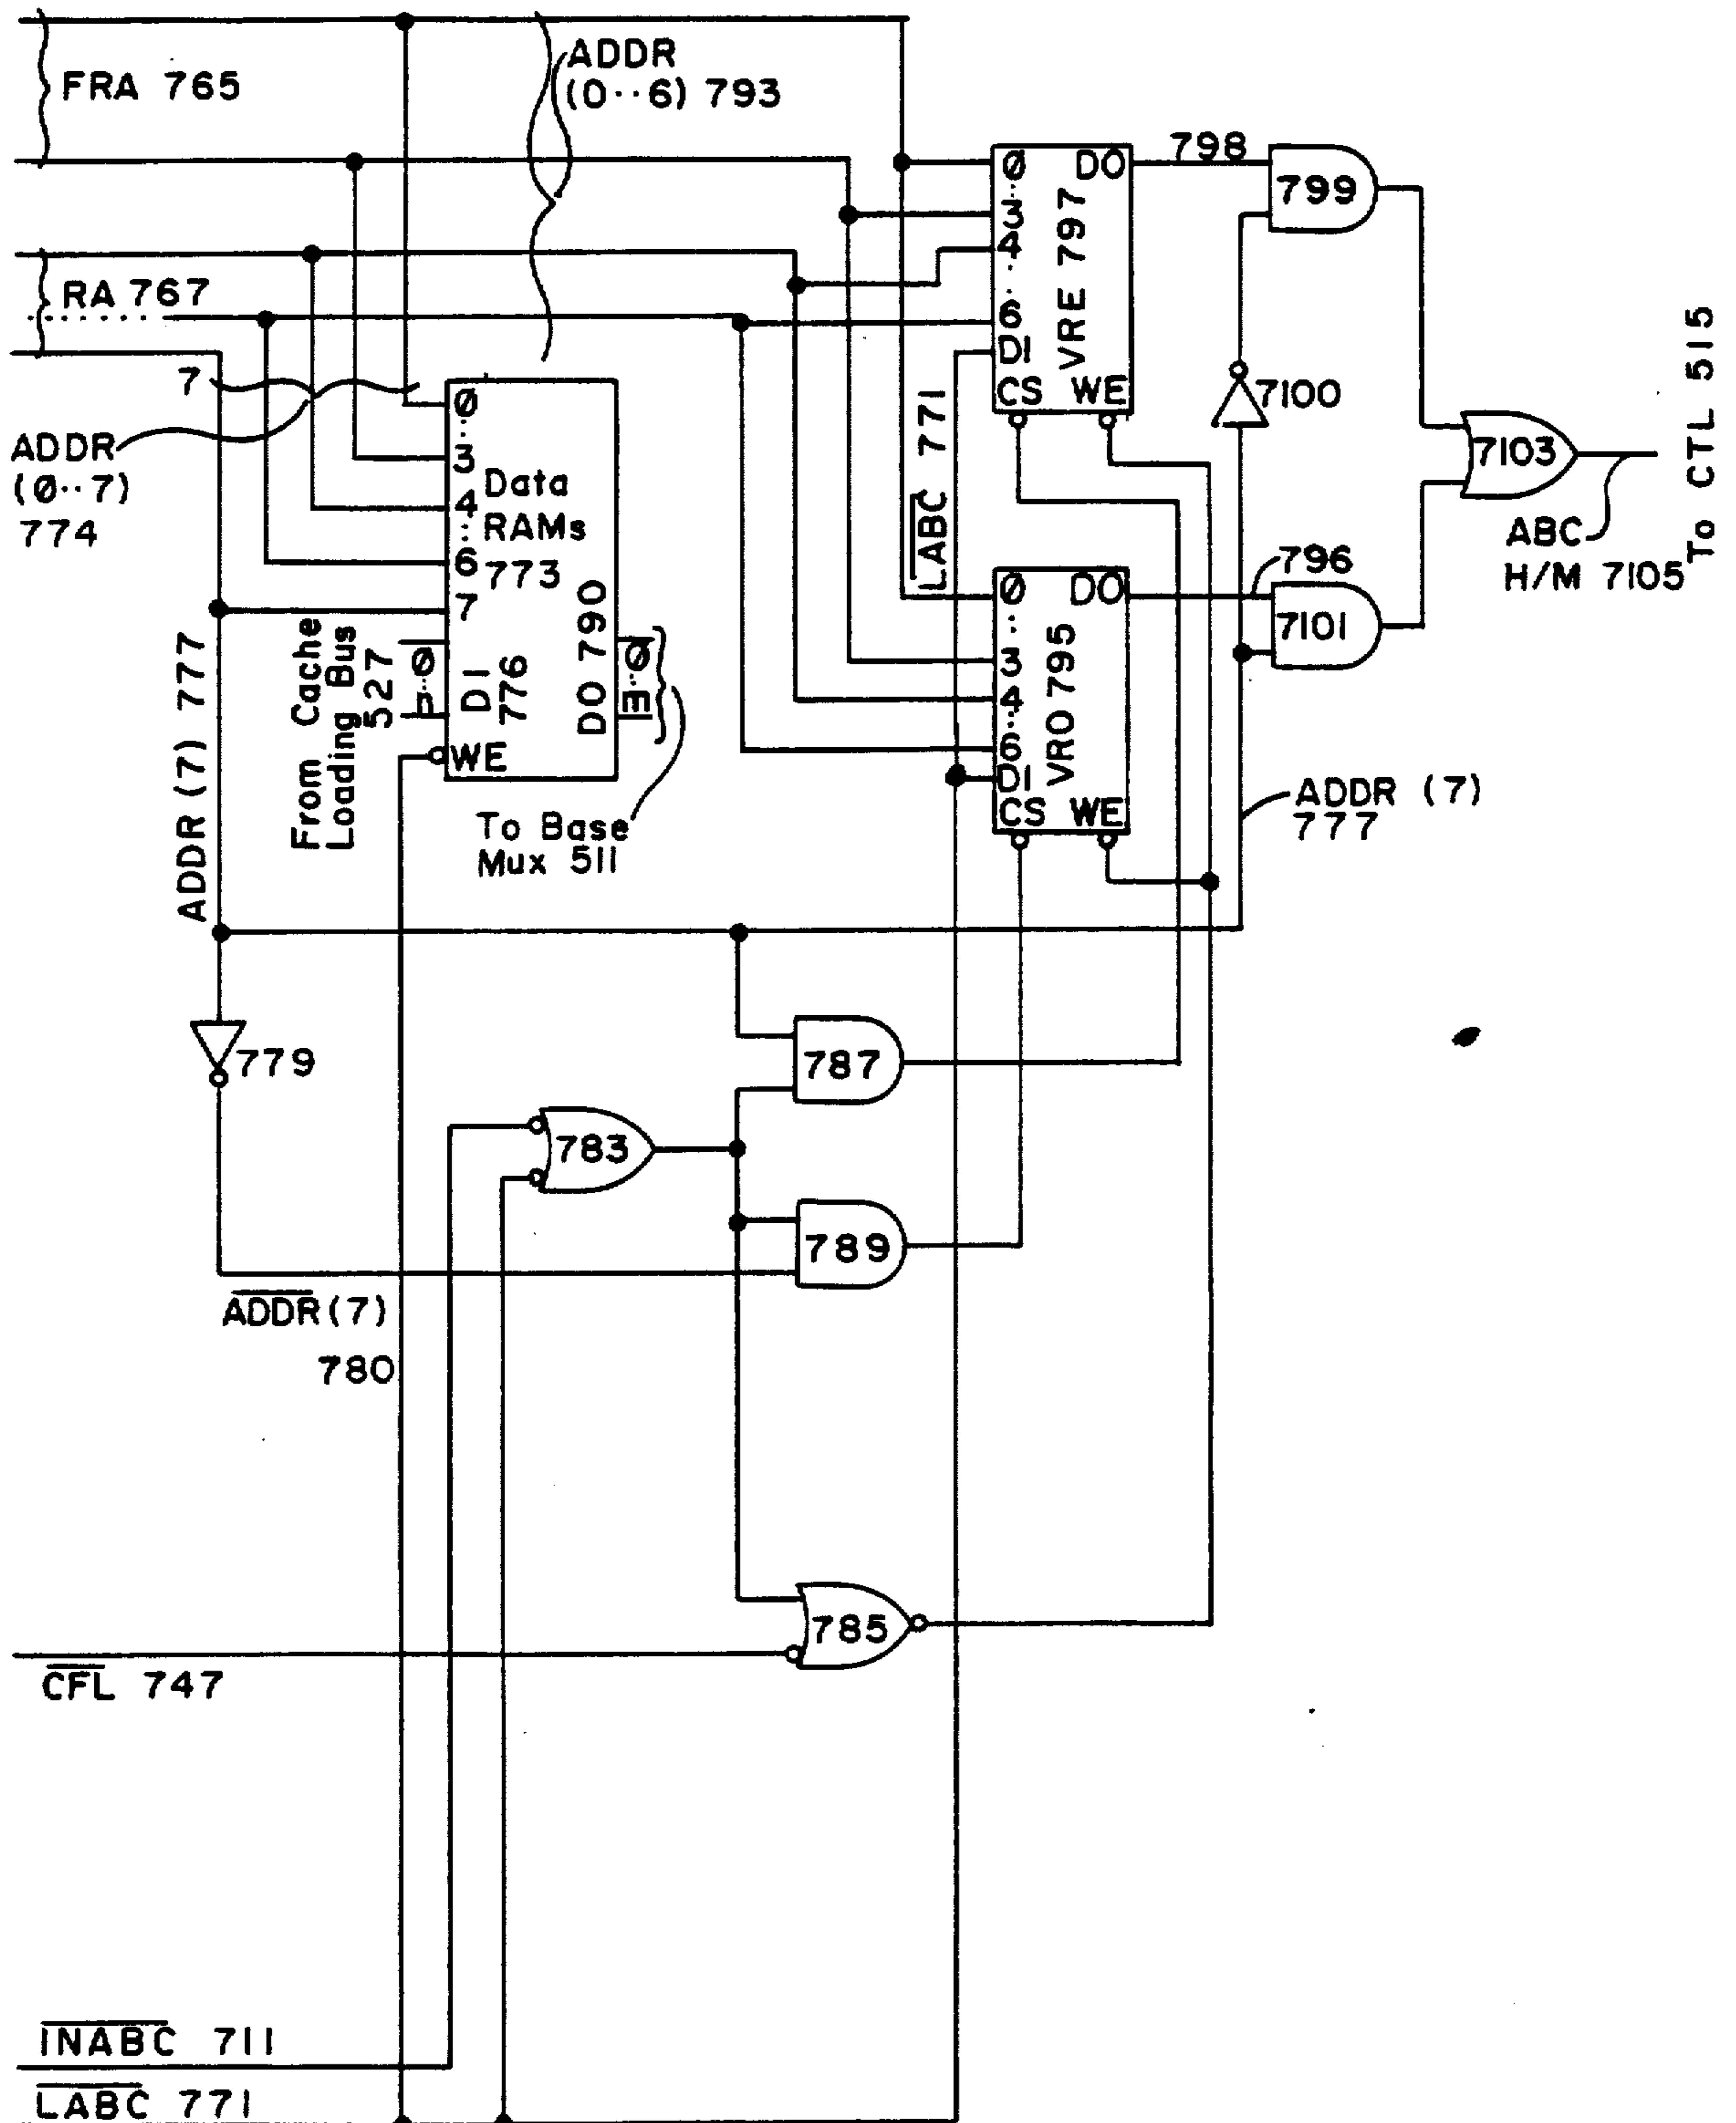 FRA 765
ADDR
(0··6) 793
RA 767
7
ADDR
(Ø··7)
774
Ø
··
3
4
··
6
7
Data
RAMs
773
Ø
··
n
DI
776
DO 790
Ø
··
m
WE
From Cache
Loading Bus
527
To Base
Mux 511
ADDR (7) 777
LABC 771
Ø
··
3
4
··
6
DI
CS
WE
DO
VRE 797
798
799
7100
7103
ABC
H/M 7105
To CTL 515
Ø
··
3
4
··
6
DI
CS
WE
DO
VRO 795
796
7101
ADDR (7)
777
779
787
783
789
ADDR (7)
780
785
CFL 747
INABC 711
LABC 771